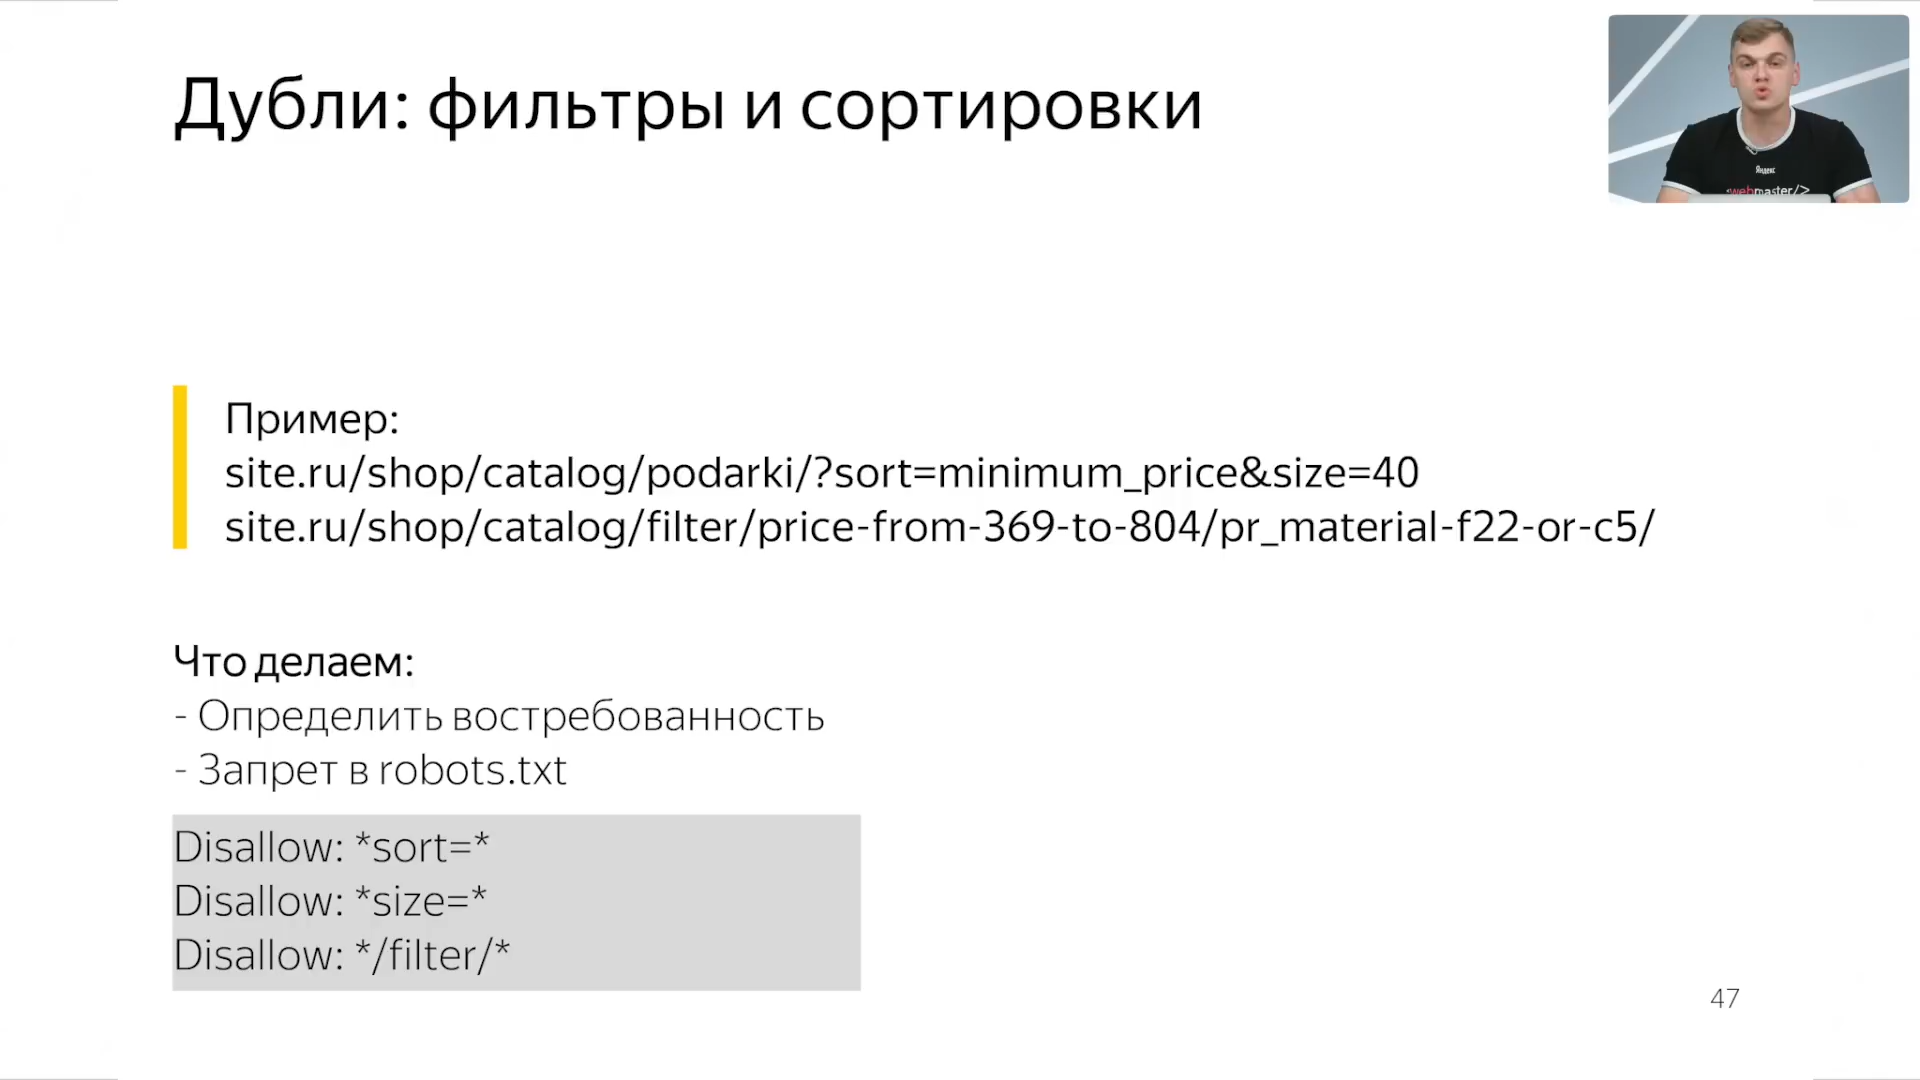 Дубли: фильтры и сортировки
Яндекс
<webmaster/>
Пример:
site.ru/shop/catalog/podarki/?sort=minimum_price&size=40
site.ru/shop/catalog/filter/price-from-369-to-804/pr_material-f22-or-c5/
Что делаем:
- Определить востребованность
- Запрет в robots.txt
Disallow: *sort=*
Disallow: *size=*
Disallow: */filter/*
47